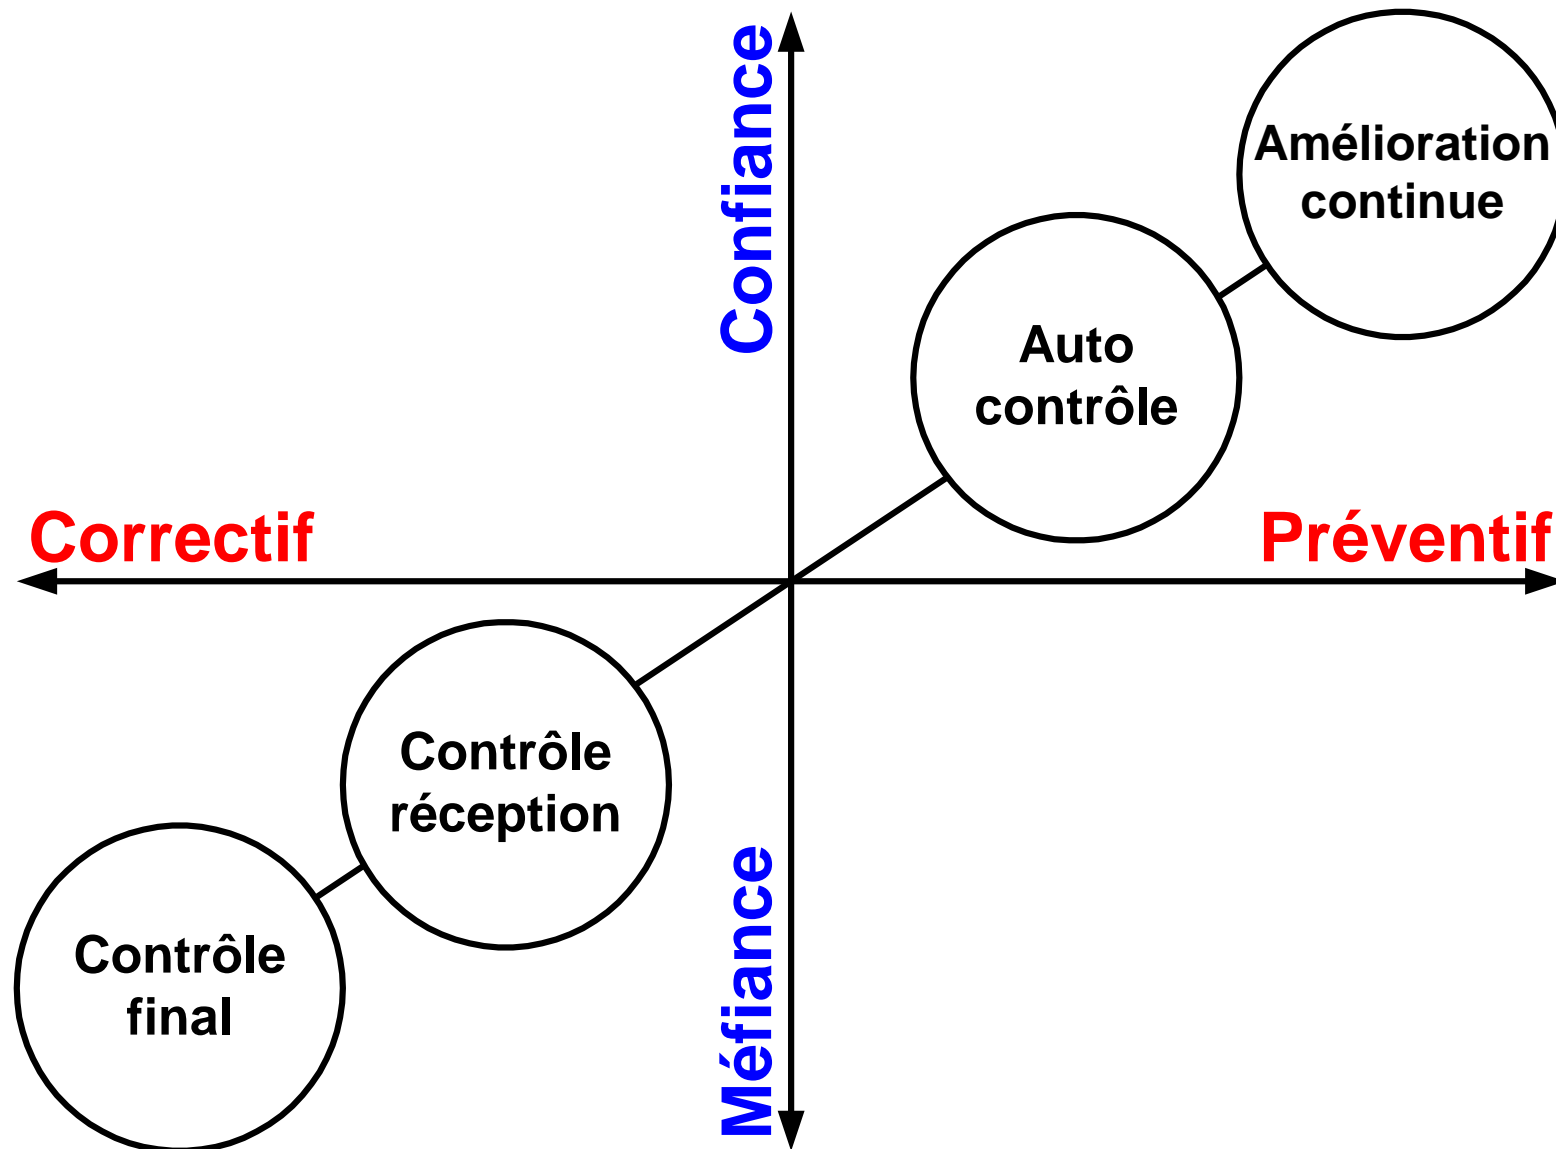 Confiance
Amélioration
continue
Auto
contrôle
Correctif
Préventif
Contrôle
réception
Méfiance
Contrôle
final